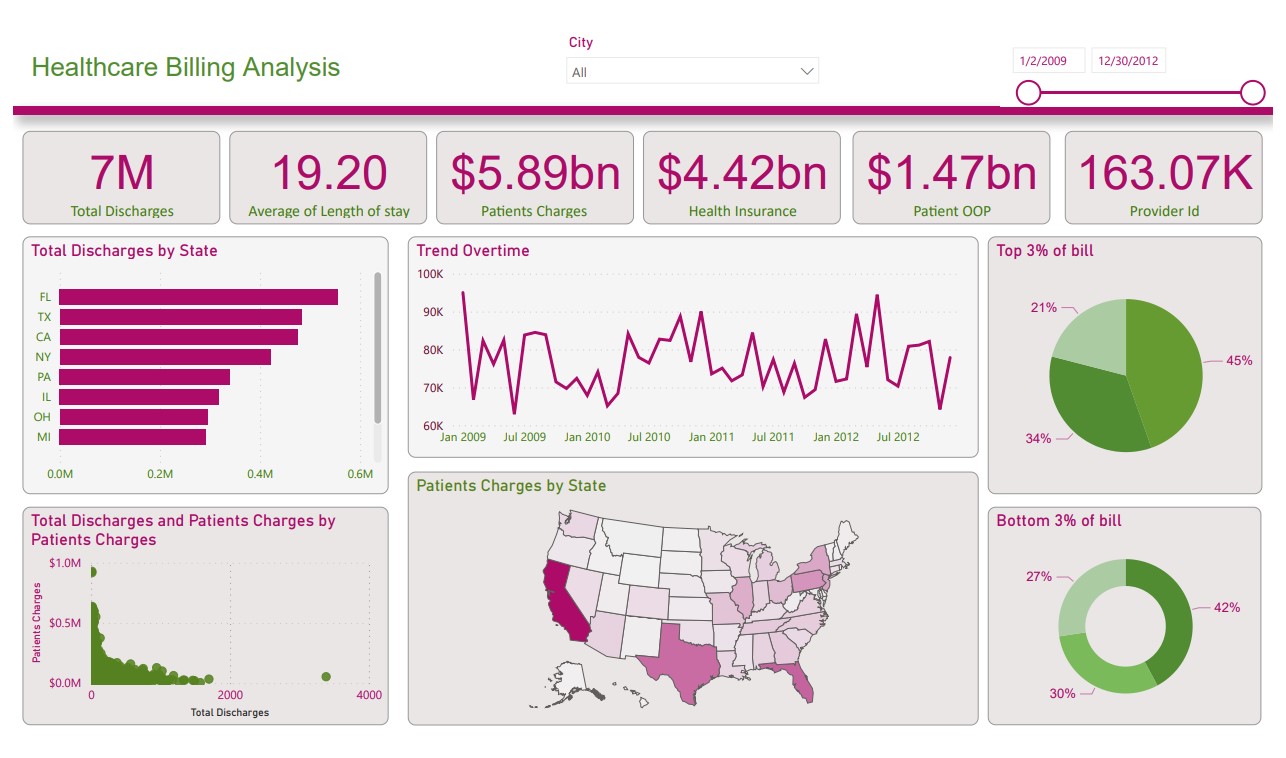 Healthcare Billing Analysis
City
All
1/2/2009
12/30/2012
7M
Total Discharges
19.20
Average of Length of stay
$5.89bn
Patients Charges
$4.42bn
Health Insurance
$1.47bn
Patient OOP
163.07K
Provider Id
Total Discharges by State
FL
TX
CA
NY
PA
IL
OH
MI
0.0M 0.2M 0.4M 0.6M
Trend Overtime
100K
90K
80K
70K
60K
Jan 2009 Jul 2009 Jan 2010 Jul 2010 Jan 2011 Jul 2011 Jan 2012 Jul 2012
Top 3% of bill
21%
45%
34%
Total Discharges and Patients Charges by
Patients Charges
Patients Charges
$1.0M
$0.5M
$0.0M
0 2000 4000
Total Discharges
Patients Charges by State
Bottom 3% of bill
27%
42%
30%